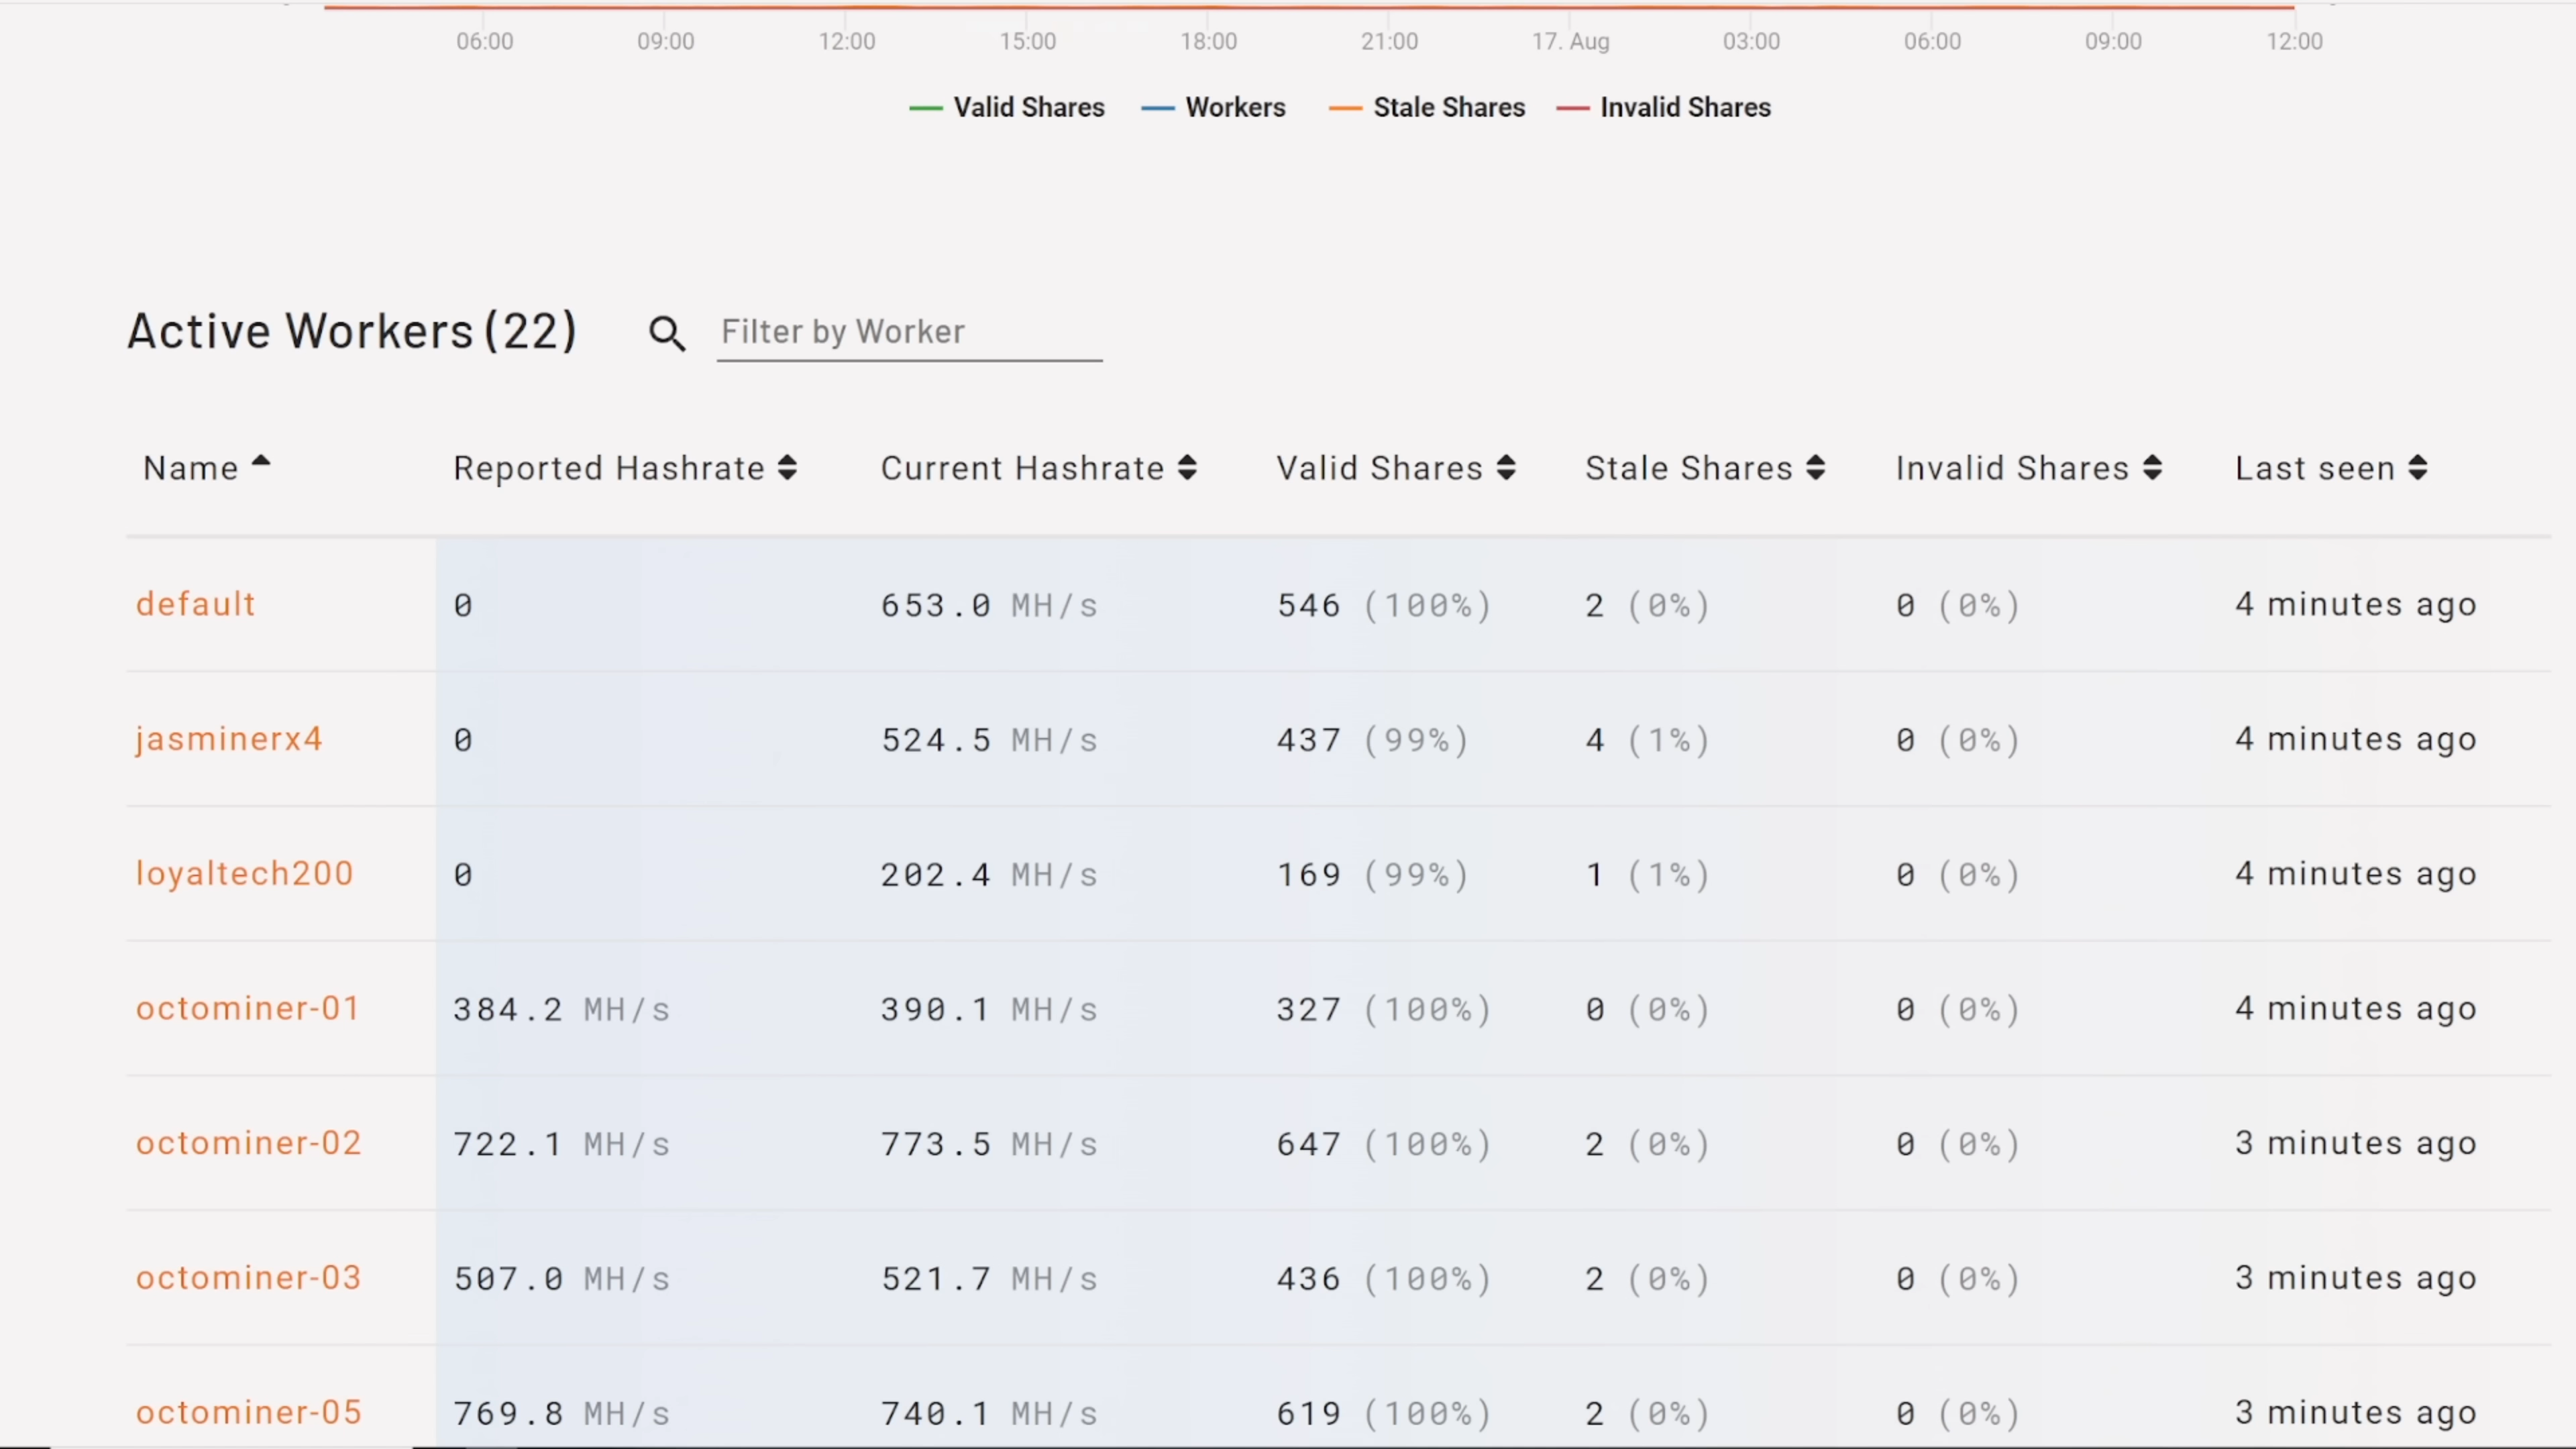 06:00 09:00 12:00 15:00 18:00 21:00 17. Aug 03:00 06:00 09:00 12:00
Valid Shares Workers Stale Shares Invalid Shares
Active Workers (22) Filter by Worker
Name Reported Hashrate Current Hashrate Valid Shares Stale Shares Invalid Shares Last seen
default 0 653.0 MH/s 546 (100%) 2 (0%) 0 (0%) 4 minutes ago
jasminerx4 0 524.5 MH/s 437 (99%) 4 (1%) 0 (0%) 4 minutes ago
loyaltech200 0 202.4 MH/s 169 (99%) 1 (1%) 0 (0%) 4 minutes ago
octominer-01 384.2 MH/s 390.1 MH/s 327 (100%) 0 (0%) 0 (0%) 4 minutes ago
octominer-02 722.1 MH/s 773.5 MH/s 647 (100%) 2 (0%) 0 (0%) 3 minutes ago
octominer-03 507.0 MH/s 521.7 MH/s 436 (100%) 2 (0%) 0 (0%) 3 minutes ago
octominer-05 769.8 MH/s 740.1 MH/s 619 (100%) 2 (0%) 0 (0%) 3 minutes ago